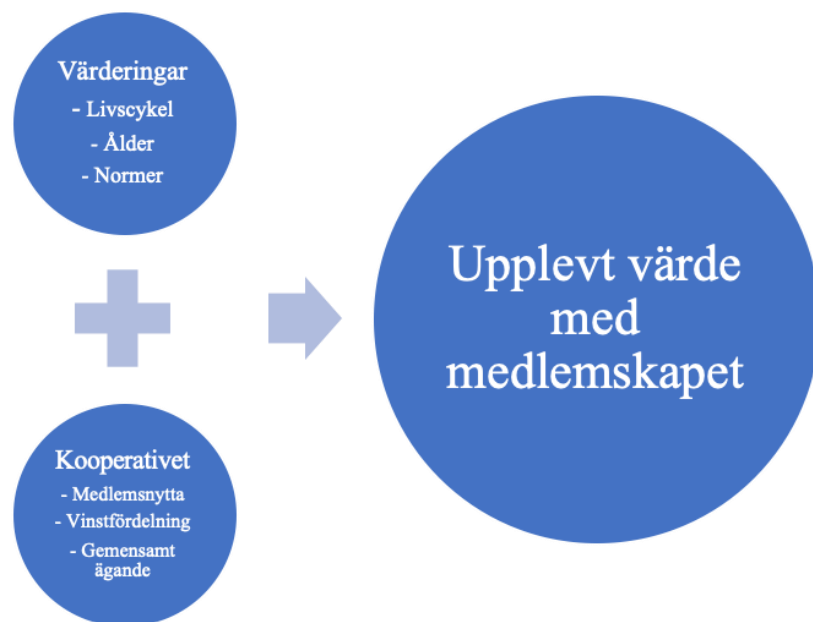 Värderingar
- Livscykel
- Ålder
- Normer
Kooperativet
- Medlemsnytta
- Vinstfördelning
- Gemensamt
ägande
Upplevt värde
med
medlemskapet